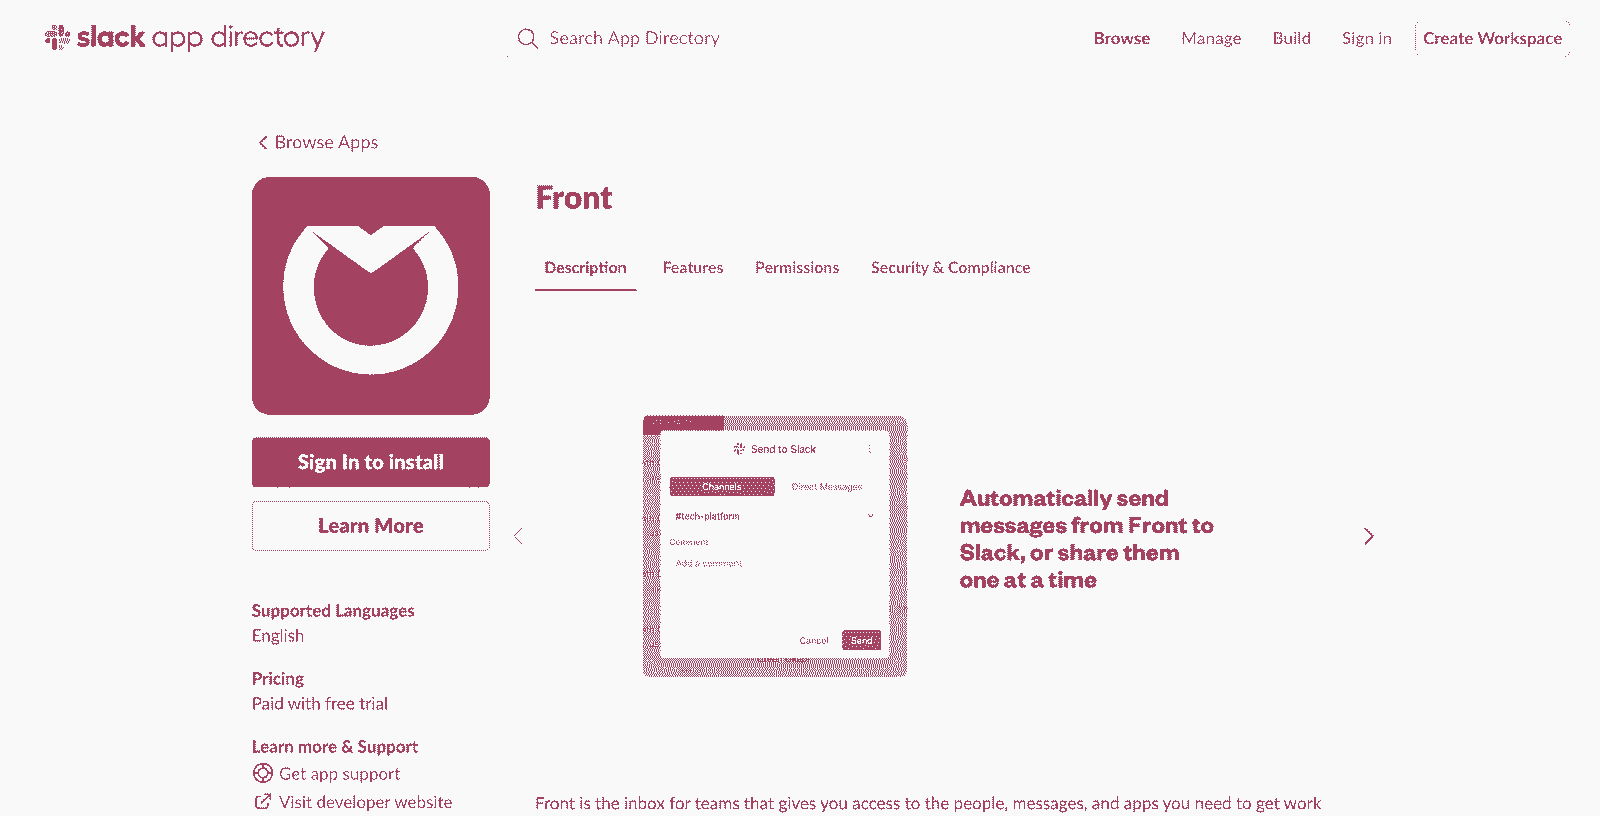 slack app directory
Search App Directory
Browse
Manage
Build
Sign in
Create Workspace
Browse Apps
Front
Description
Features
Permissions
Security & Compliance
Sign In to install
Learn More
Supported Languages
English
Pricing
Paid with free trial
Learn more & Support
Get app support
Visit developer website
Send to Slack
Channels
Direct Messages
#tech-platform
Comment
Add a comment
Cancel
Send
Automatically send
messages from Front to
Slack, or share them
one at a time
Front is the inbox for teams that gives you access to the people, messages, and apps you need to get work